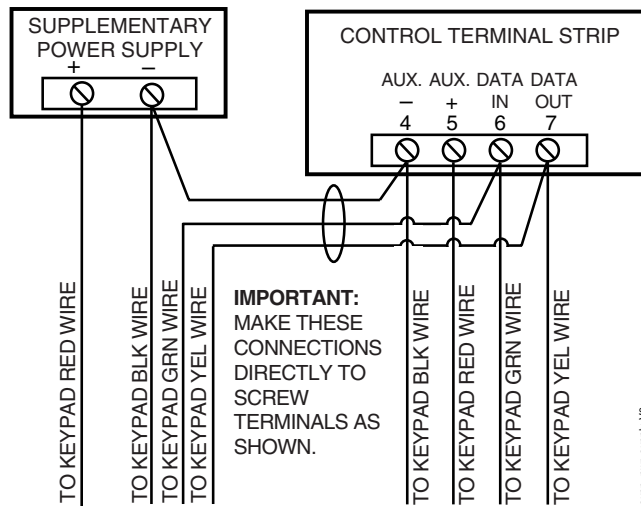 SUPPLEMENTARY
POWER SUPPLY
+ –
CONTROL TERMINAL STRIP
AUX. AUX. DATA DATA
– + IN OUT
4 5 6 7
IMPORTANT:
MAKE THESE
CONNECTIONS
DIRECTLY TO
SCREW
TERMINALS AS
SHOWN.
TO KEYPAD RED WIRE
TO KEYPAD BLK WIRE
TO KEYPAD GRN WIRE
TO KEYPAD YEL WIRE
TO KEYPAD BLK WIRE
TO KEYPAD RED WIRE
TO KEYPAD GRN WIRE
TO KEYPAD YEL WIRE